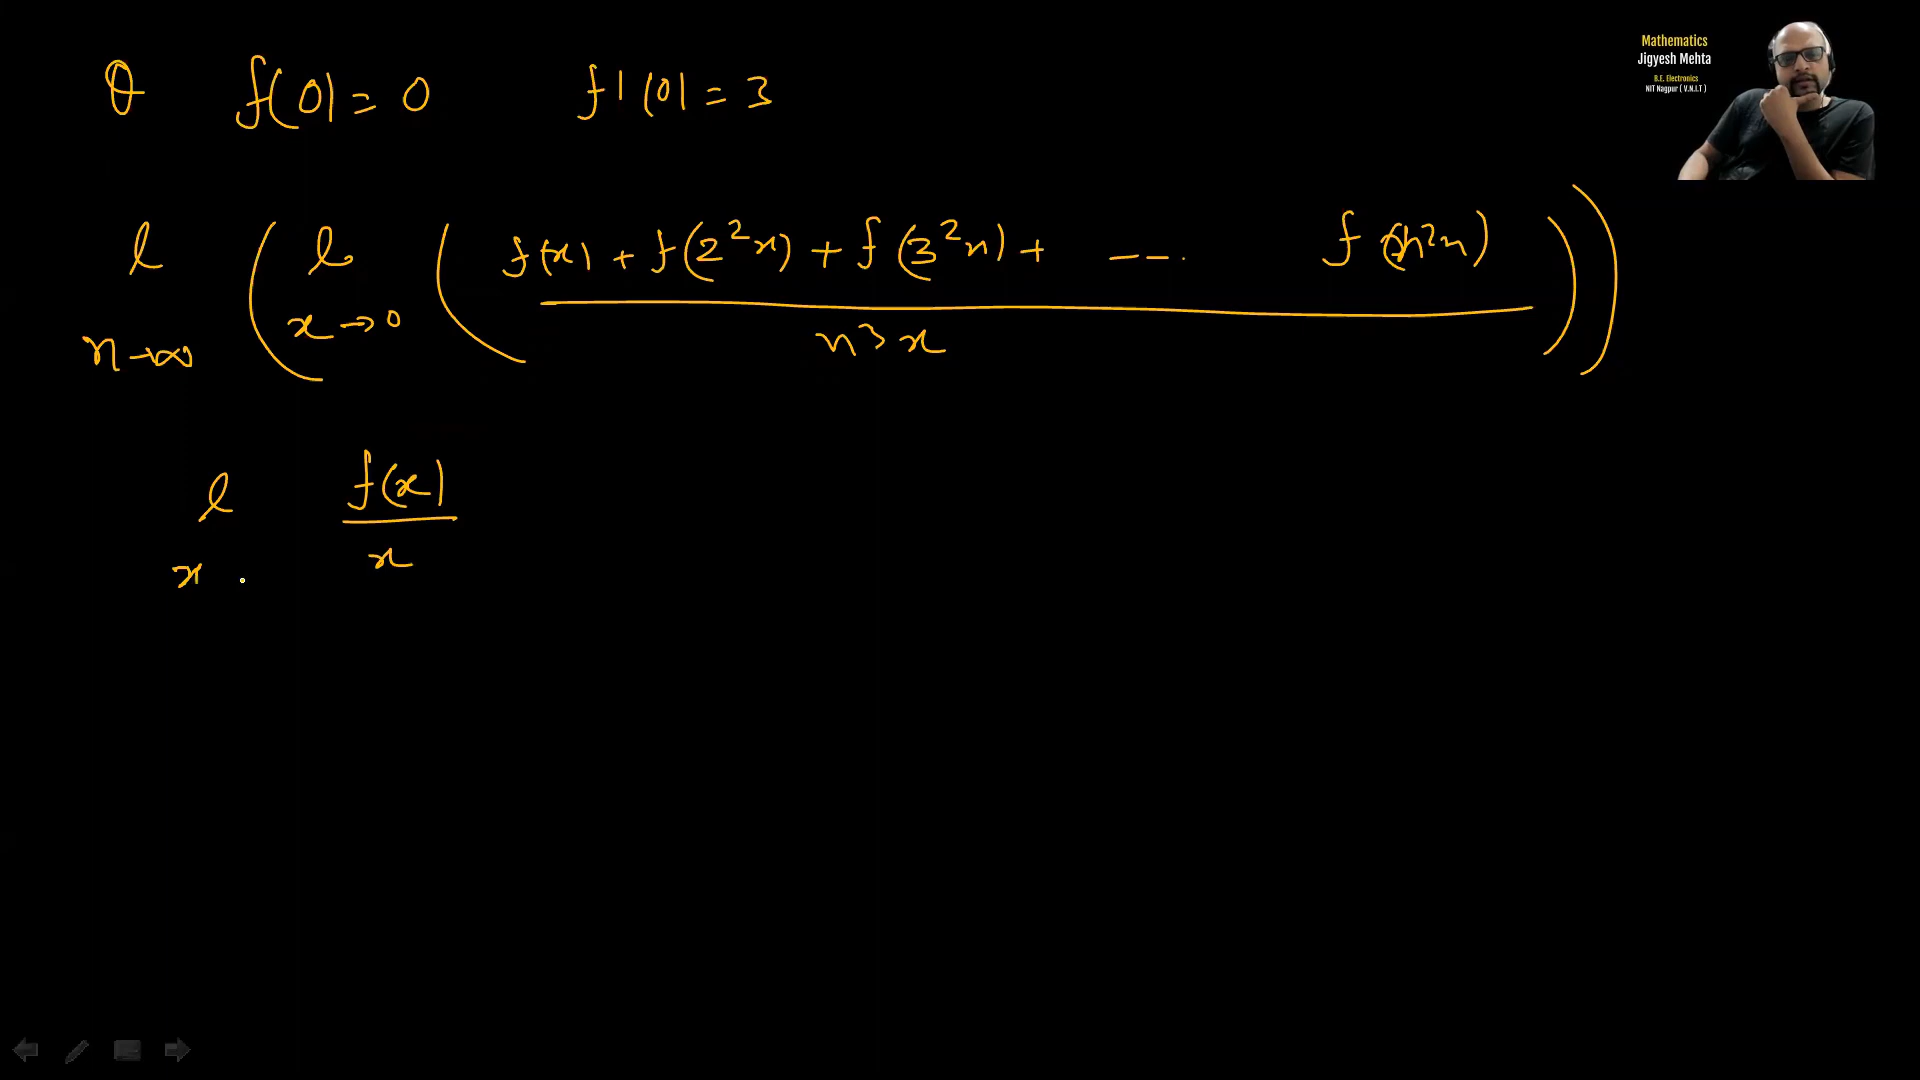 Q f(0) = 0 f'(0) = 3
Mathematics
Jigyesh Mehta
B.E. Electronics
NIT Nagpur ( V.N.I.T )
l ( l ( f(x) + f(2²x) + f(3²x) + --- . f(n²x) ) )
n→∞ x→0 n³x
l f(x)
x . x